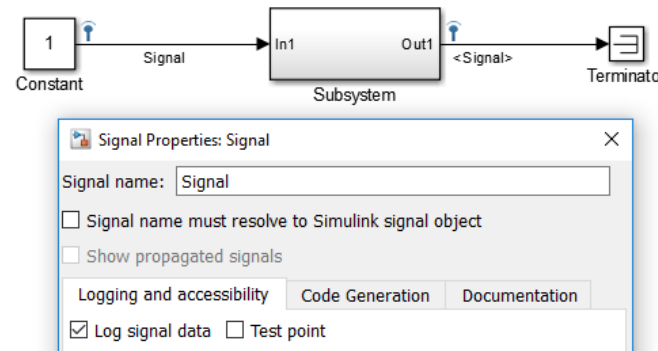 1
Signal
In1
Out1
<Signal>
Constant
Subsystem
Terminato
Signal Properties: Signal
Signal name: Signal
Signal name must resolve to Simulink signal object
Show propagated signals
Logging and accessibility Code Generation Documentation
Log signal data Test point